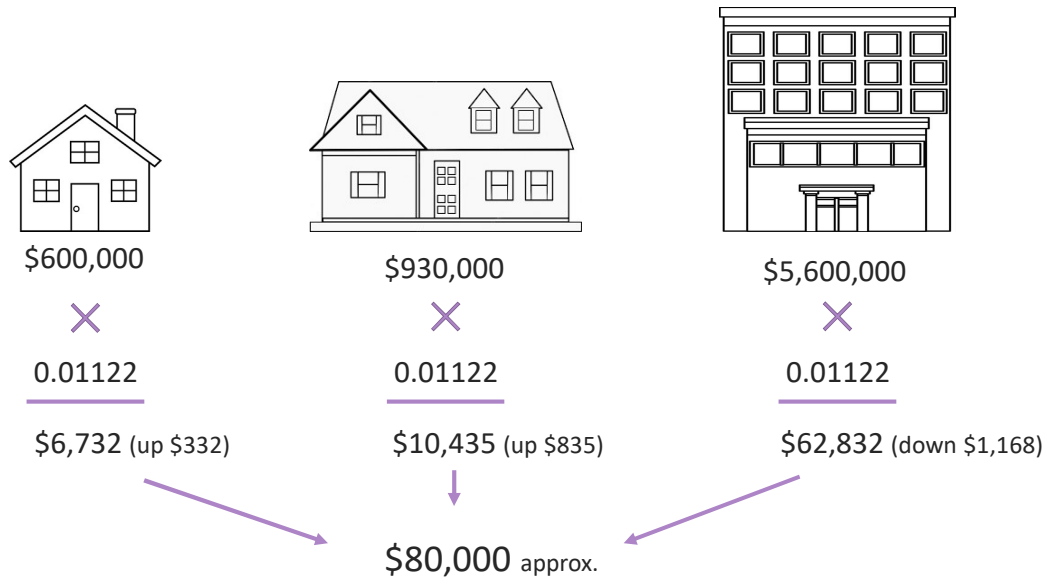 $600,000
$930,000
$5,600,000
×
×
×
0.01122
0.01122
0.01122
$6,732 (up $332)
$10,435 (up $835)
$62,832 (down $1,168)
$80,000 approx.